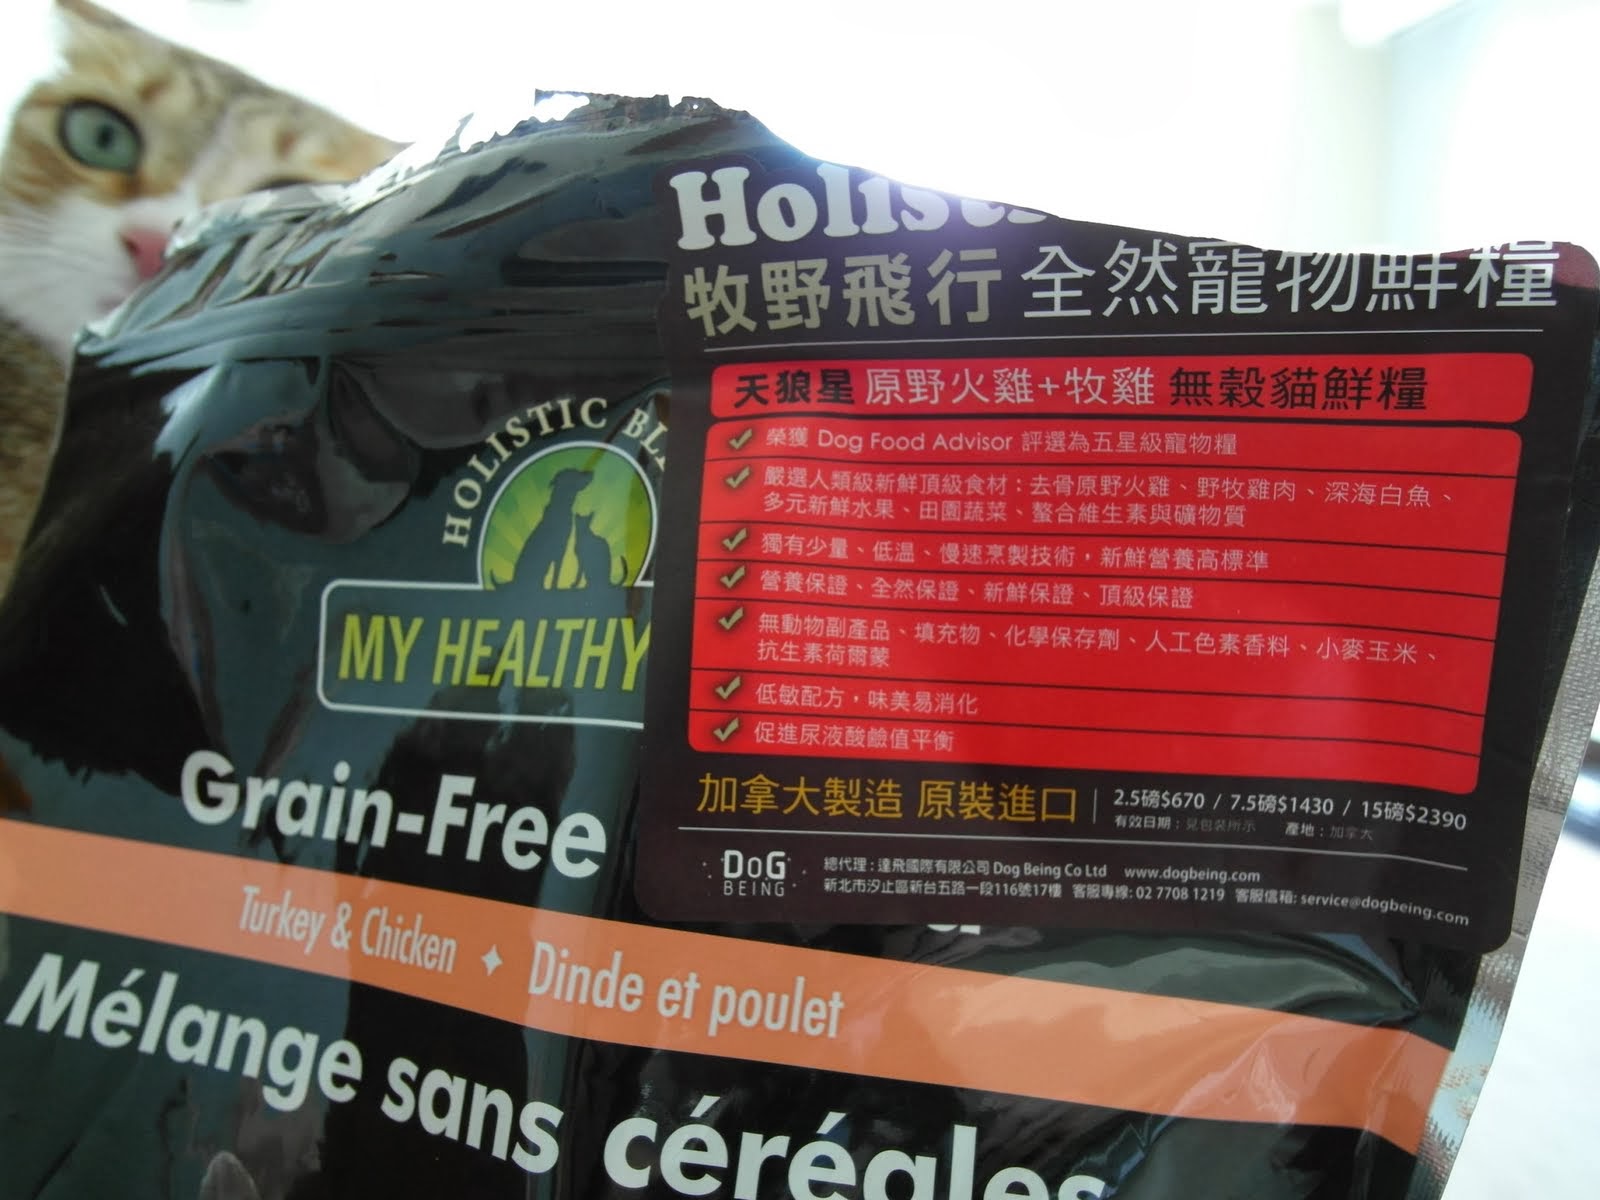 HOLISTIC
MY HEALTHY
Grain-Free
Turkey & Chicken ✦ Dinde et poulet
Mélange sans céréales
牧野飛行 全然寵物鮮糧
天狼星 原野火雞+牧雞 無穀貓鮮糧
榮獲 Dog Food Advisor 評選為五星級寵物糧
嚴選人類級新鮮頂級食材：去骨原野火雞、野牧雞肉、深海白魚、
多元新鮮水果、田園蔬菜、螯合維生素與礦物質
獨有少量、低溫、慢速烹製技術，新鮮營養高標準
營養保證、全然保證、新鮮保證、頂級保證
無動物副產品、填充物、化學保存劑、人工色素香料、小麥玉米、
抗生素荷爾蒙
低敏配方，味美易消化
促進尿液酸鹼值平衡
加拿大製造 原裝進口 | 2.5磅$670 / 7.5磅$1430 / 15磅$2390
有效日期：見包裝所示 產地：加拿大
DOG
BEING
總代理：達飛國際有限公司 Dog Being Co Ltd www.dogbeing.com
新北市汐止區新台五路一段116號17樓 客服專線: 02 7708 1219 客服信箱: service@dogbeing.com